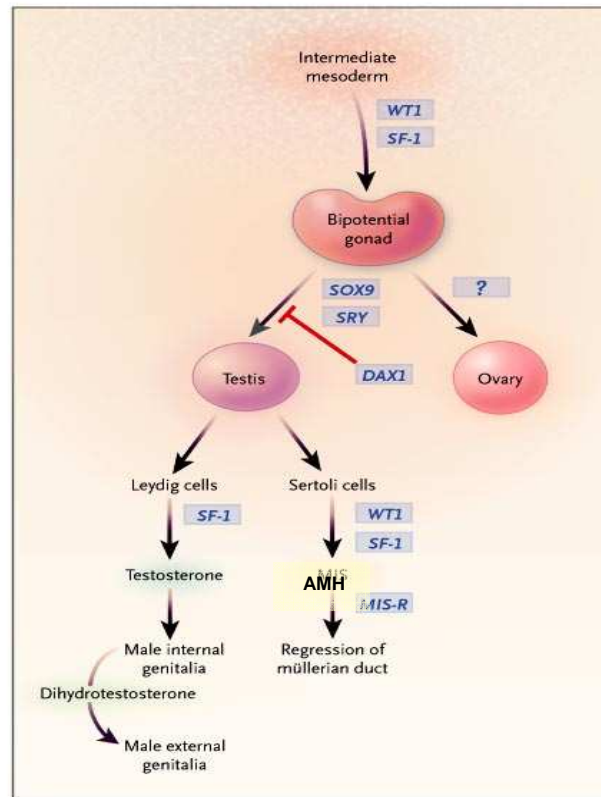 Intermediate
mesoderm
WT1
SF-1
Bipotential
gonad
SOX9
SRY
?
DAX1
Testis
Ovary
Leydig cells
Sertoli cells
SF-1
WT1
SF-1
Testosterone
MIS
AMH
MIS-R
Male internal
genitalia
Regression of
müllerian duct
Dihydrotestosterone
Male external
genitalia